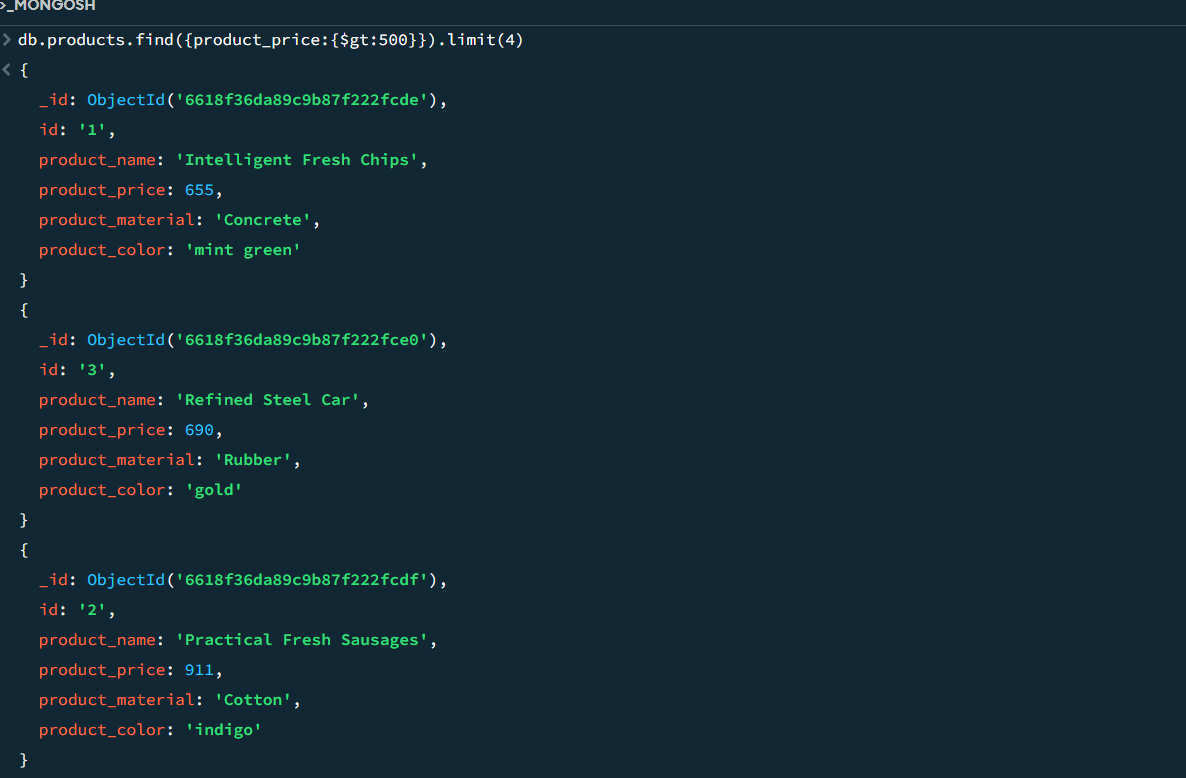 >_MONGOSH
> db.products.find({product_price:{$gt:500}}).limit(4)
< {
_id: ObjectId('6618f36da89c9b87f222fcde'),
id: '1',
product_name: 'Intelligent Fresh Chips',
product_price: 655,
product_material: 'Concrete',
product_color: 'mint green'
}
{
_id: ObjectId('6618f36da89c9b87f222fce0'),
id: '3',
product_name: 'Refined Steel Car',
product_price: 690,
product_material: 'Rubber',
product_color: 'gold'
}
{
_id: ObjectId('6618f36da89c9b87f222fcdf'),
id: '2',
product_name: 'Practical Fresh Sausages',
product_price: 911,
product_material: 'Cotton',
product_color: 'indigo'
}